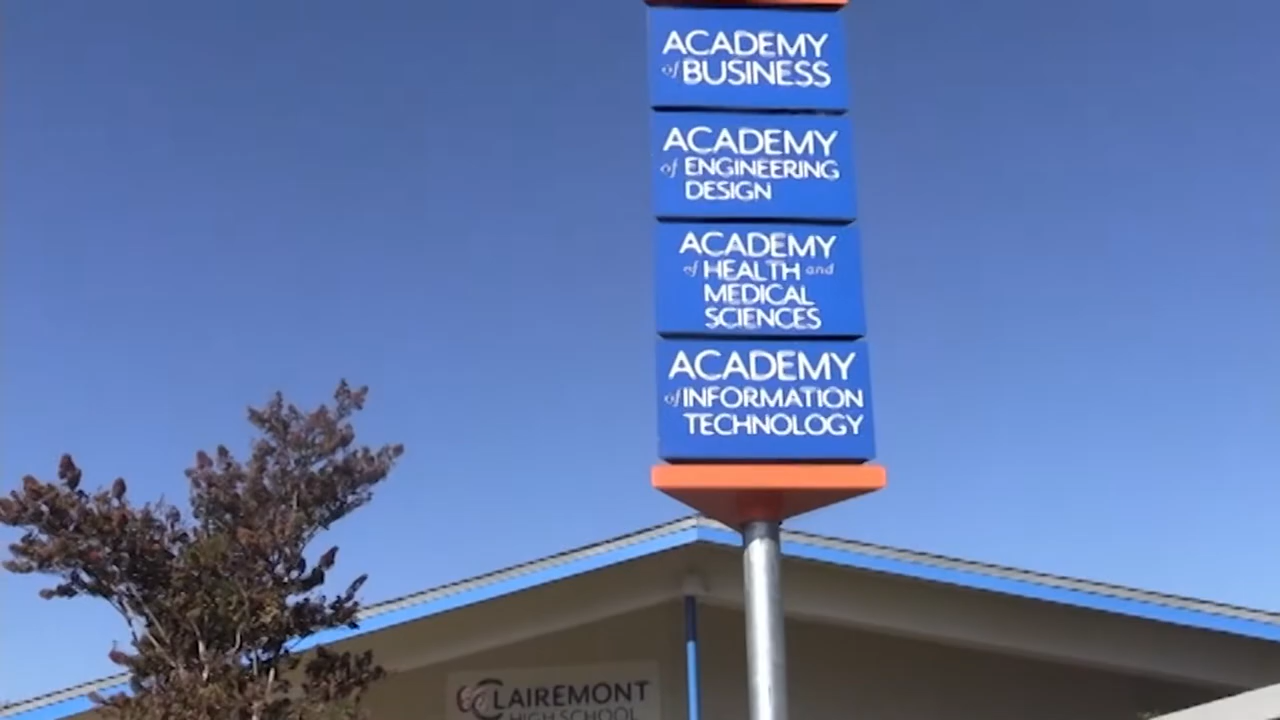 ACADEMY
of BUSINESS
ACADEMY
of ENGINEERING
DESIGN
ACADEMY
of HEALTH and
MEDICAL
SCIENCES
ACADEMY
of INFORMATION
TECHNOLOGY
CLAIREMONT
HIGH SCHOOL